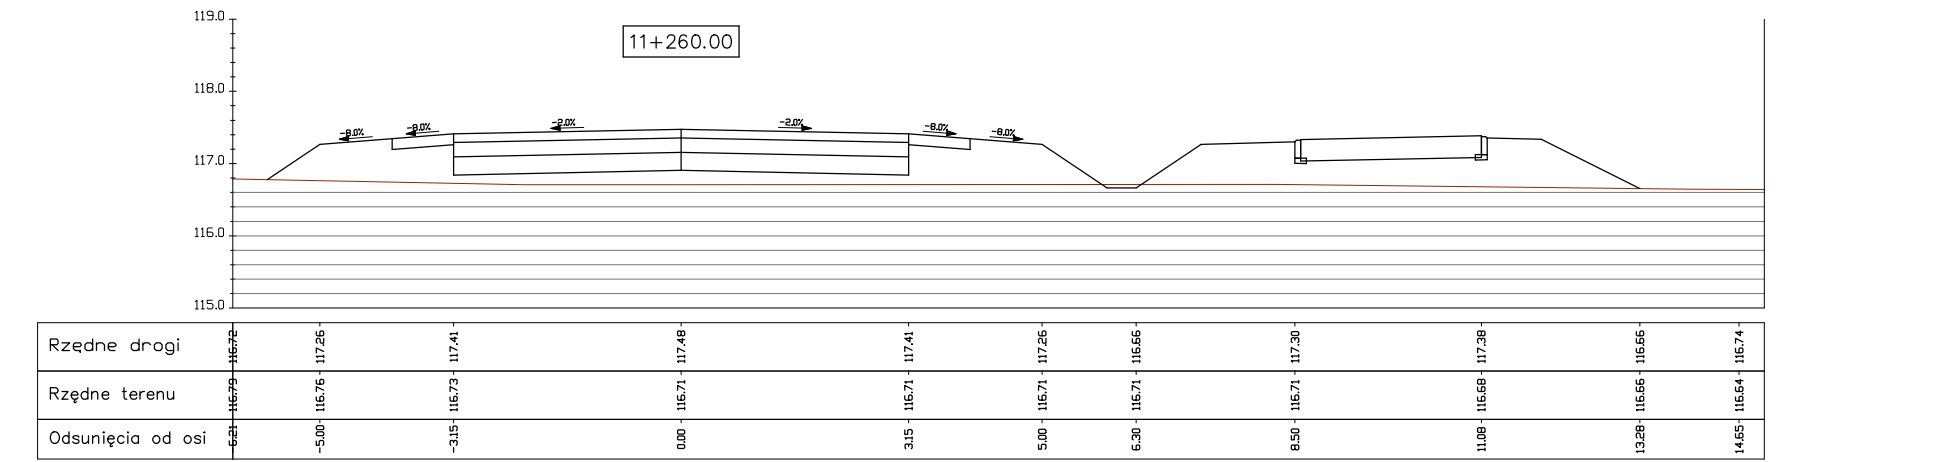 119.0
11+260.00
118.0
-8.0% -8.0% -2.0% -2.0% -8.0% -8.0%
117.0
116.0
115.0
Rzędne drogi 116.72 117.26 117.41 117.48 117.41 117.26 116.66 117.30 117.38 116.66 116.74
Rzędne terenu 116.79 116.76 116.73 116.71 116.71 116.71 116.71 116.71 116.68 116.66 116.64
Odsunięcia od osi -6.21 -5.00 -3.15 0.00 3.15 5.00 6.30 8.50 11.08 13.28 14.65